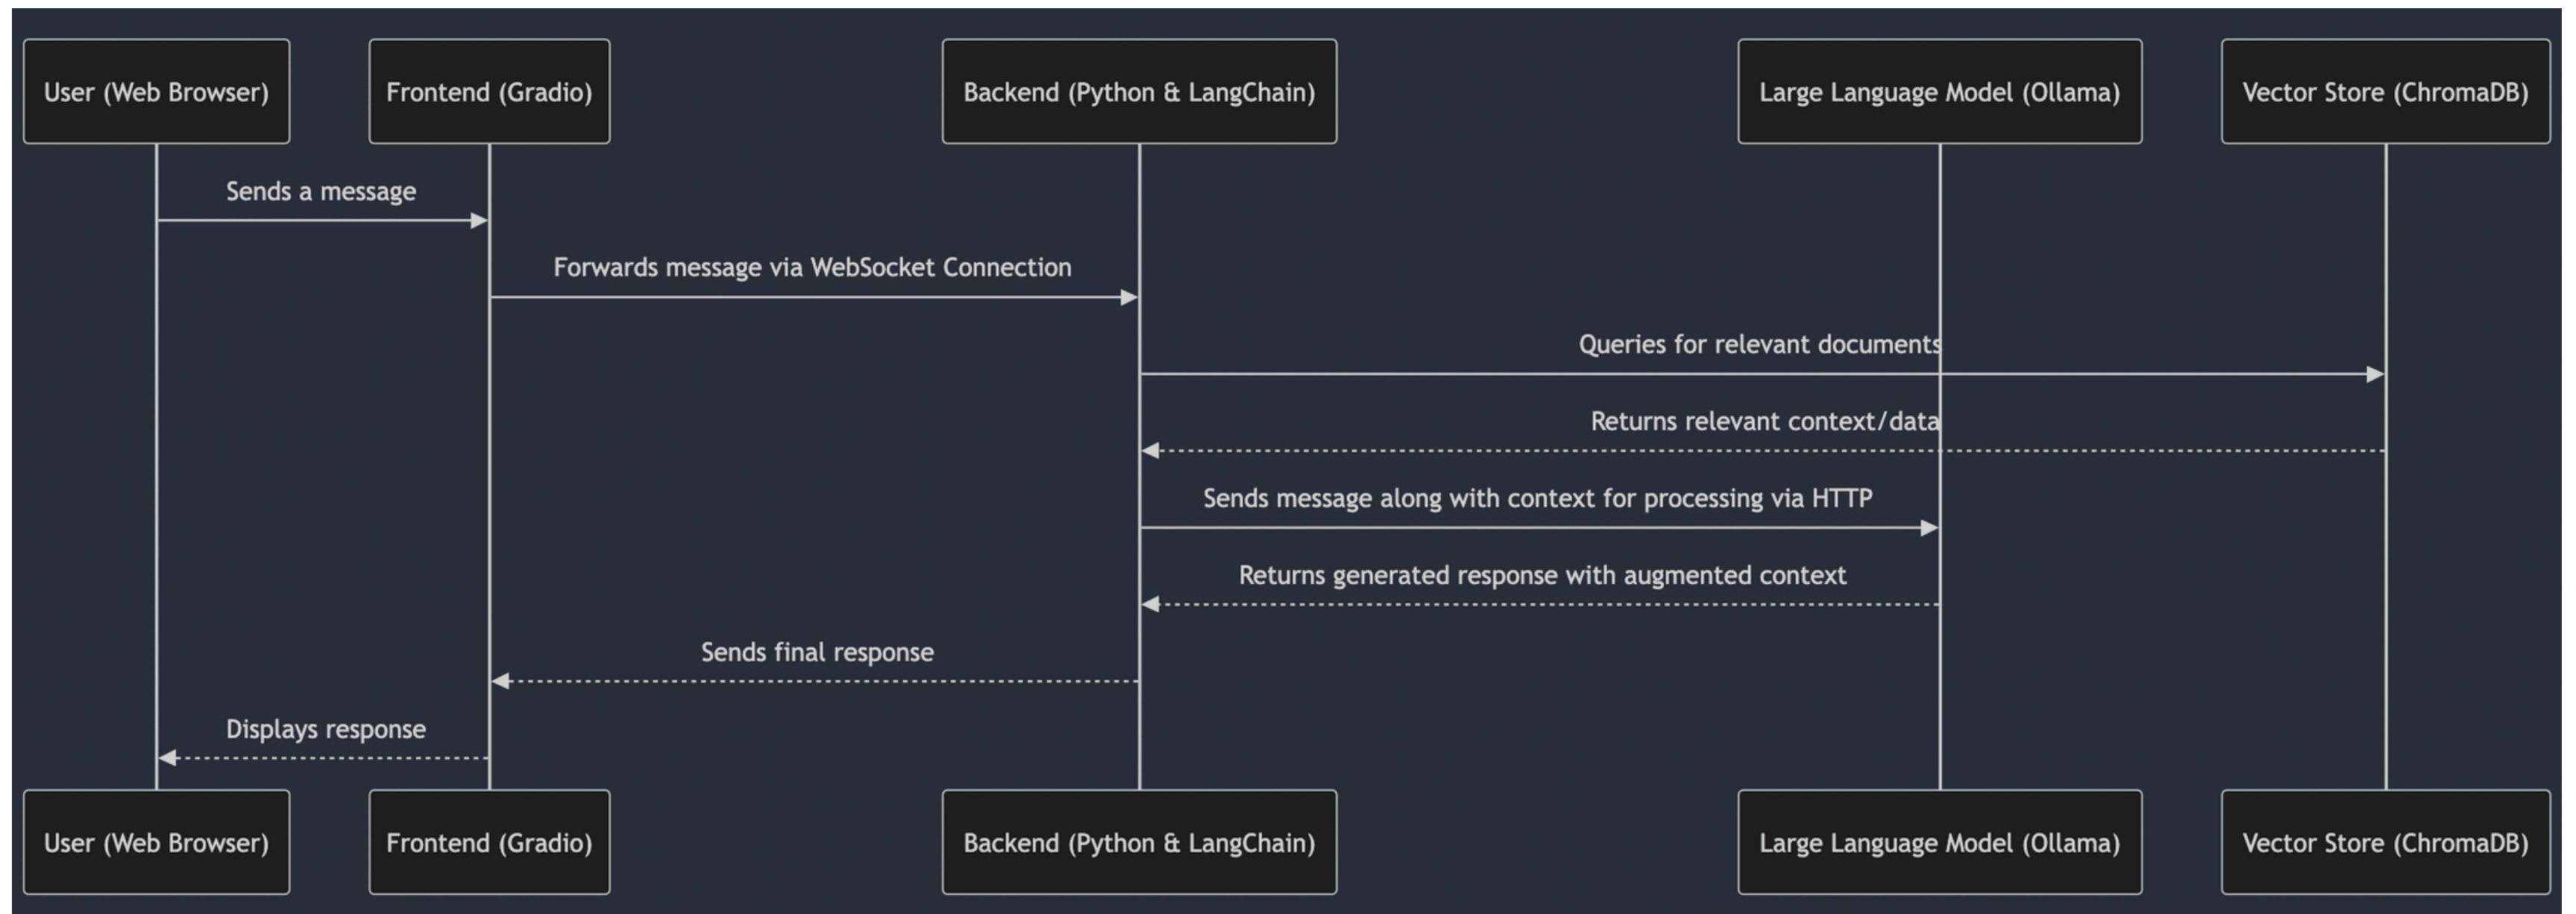 User (Web Browser)
Frontend (Gradio)
Backend (Python & LangChain)
Large Language Model (Ollama)
Vector Store (ChromaDB)
Sends a message
Forwards message via WebSocket Connection
Queries for relevant documents
Returns relevant context/data
Sends message along with context for processing via HTTP
Returns generated response with augmented context
Sends final response
Displays response
User (Web Browser)
Frontend (Gradio)
Backend (Python & LangChain)
Large Language Model (Ollama)
Vector Store (ChromaDB)